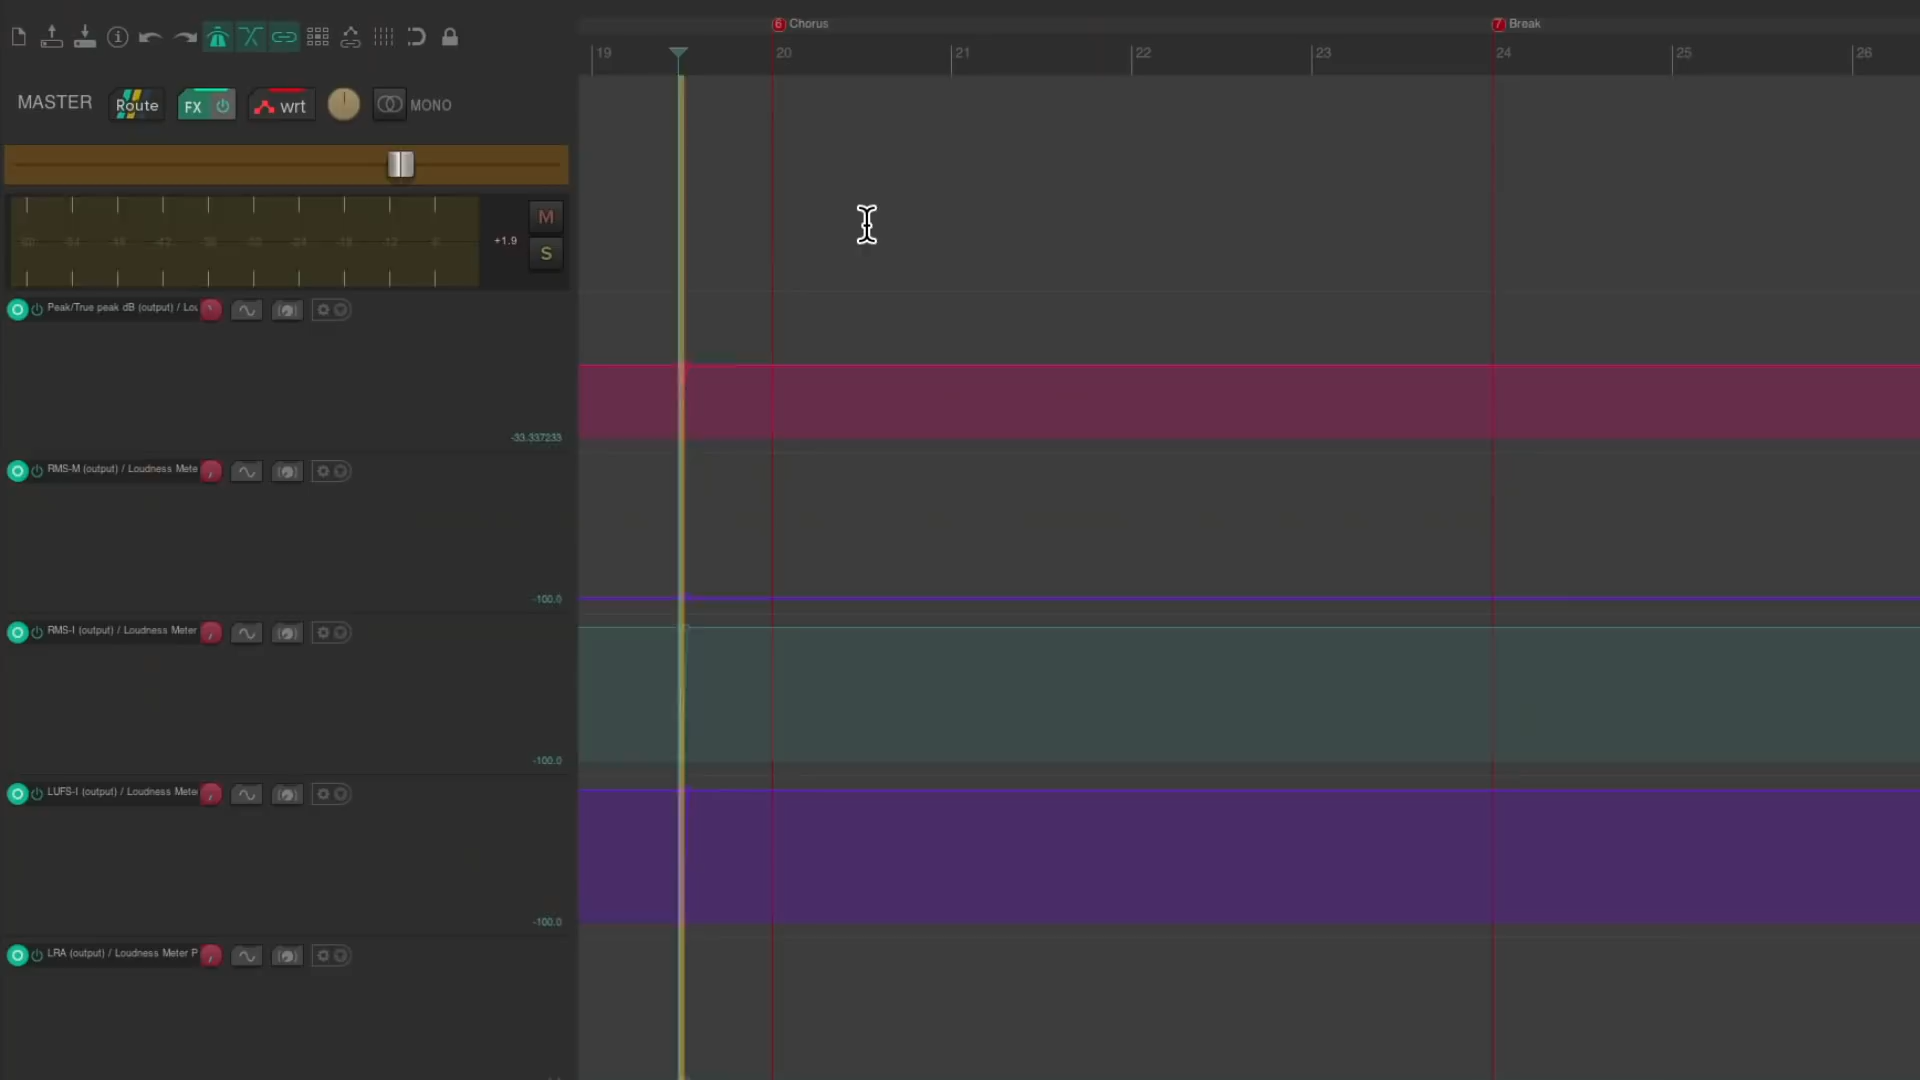 6 Chorus
7 Break
19 20 21 22 23 24 25 26
MASTER Route FX wrt MONO
M
+1.9
S
Peak/True peak dB (output) / Lou
-33.337233
RMS-M (output) / Loudness Mete
-100.0
RMS-I (output) / Loudness Meter
-100.0
LUFS-I (output) / Loudness Mete
-100.0
LRA (output) / Loudness Meter P